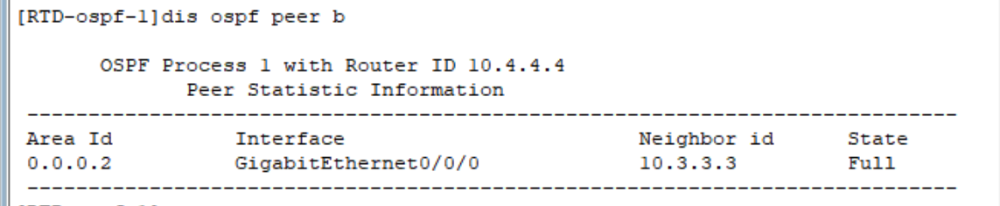 [RTD-ospf-1]dis ospf peer b
OSPF Process 1 with Router ID 10.4.4.4
Peer Statistic Information
----------------------------------------------------------------------------
Area Id Interface Neighbor id State
0.0.0.2 GigabitEthernet0/0/0 10.3.3.3 Full
----------------------------------------------------------------------------